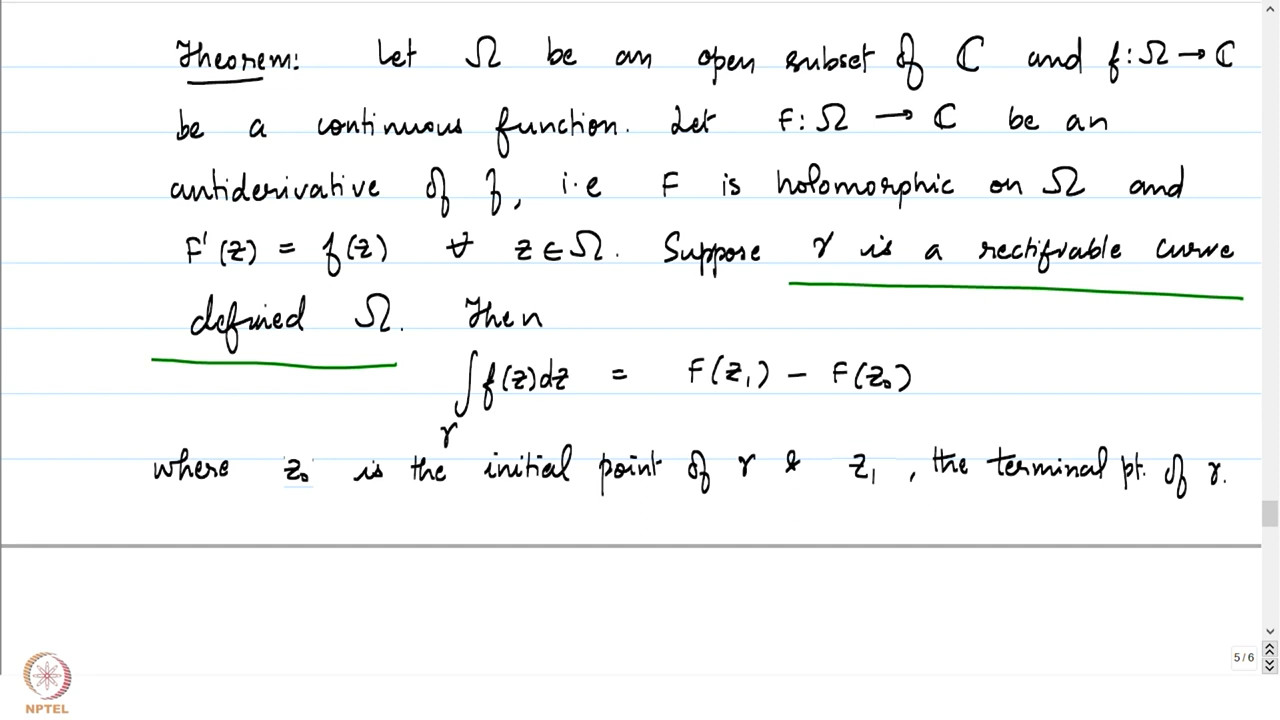 Theorem: Let Ω be an open subset of ℂ and f: Ω → ℂ
be a continuous function. Let F: Ω → ℂ be an
antiderivative of f, i.e F is holomorphic on Ω and
F'(z) = f(z) ∀ z ∈ Ω. Suppose γ is a rectifiable curve
defined Ω. Then
∫_γ f(z)dz = F(z₁) − F(z₀)
where z₀ is the initial point of γ & z₁, the terminal pt. of γ.
5/6
NPTEL